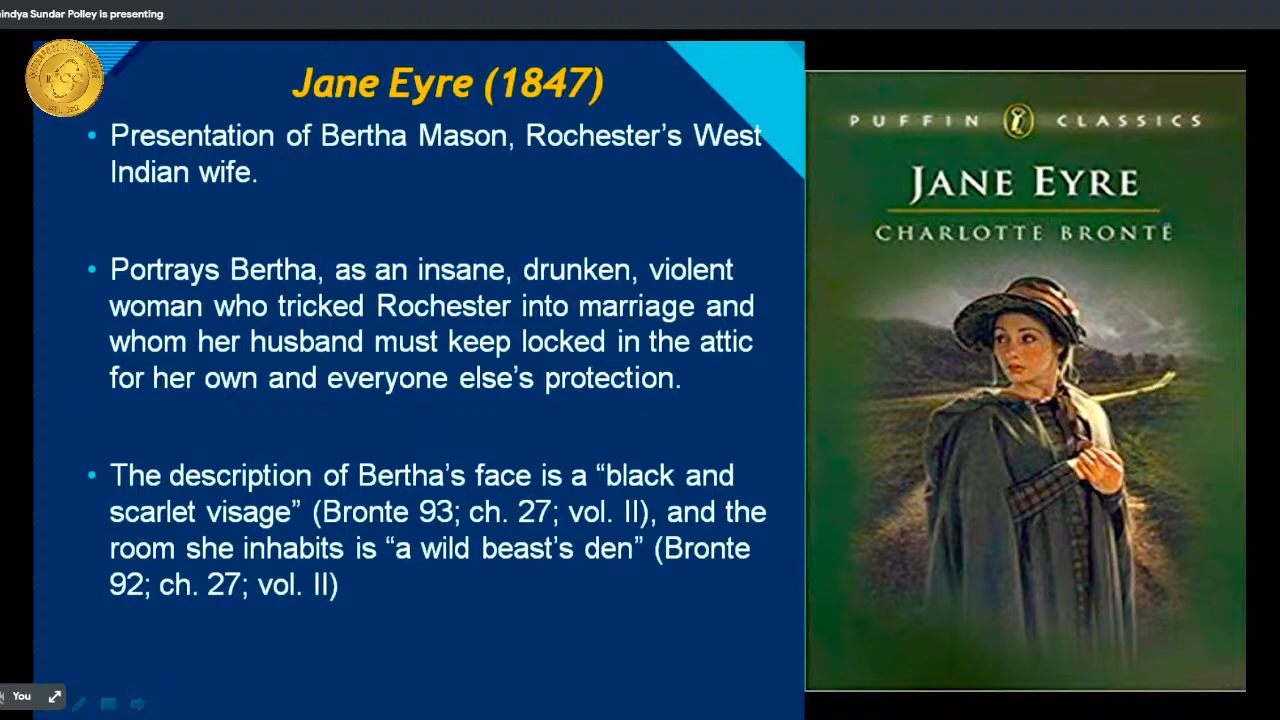 indya Sundar Polley is presenting
Jane Eyre (1847)
• Presentation of Bertha Mason, Rochester’s West
Indian wife.
• Portrays Bertha, as an insane, drunken, violent
woman who tricked Rochester into marriage and
whom her husband must keep locked in the attic
for her own and everyone else’s protection.
• The description of Bertha’s face is a “black and
scarlet visage” (Bronte 93; ch. 27; vol. II), and the
room she inhabits is “a wild beast’s den” (Bronte
92; ch. 27; vol. II)
PUFFIN CLASSICS
JANE EYRE
CHARLOTTE BRONTË
You